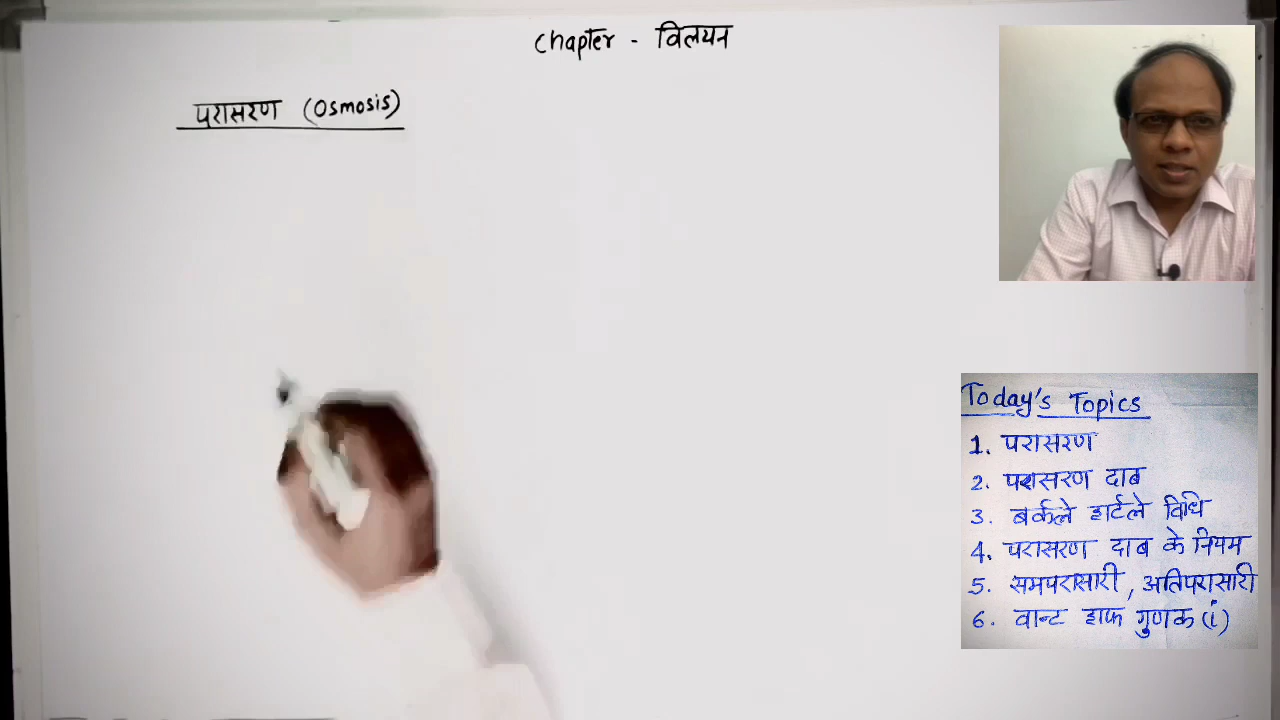 Chapter - विलयन
परासरण (Osmosis)
Today's Topics
1. परासरण
2. परासरण दाब
3. बर्कले हार्टले विधि
4. परासरण दाब के नियम
5. समपरासारी, अतिपरासारी
6. वान्ट हाफ गुणक (i)